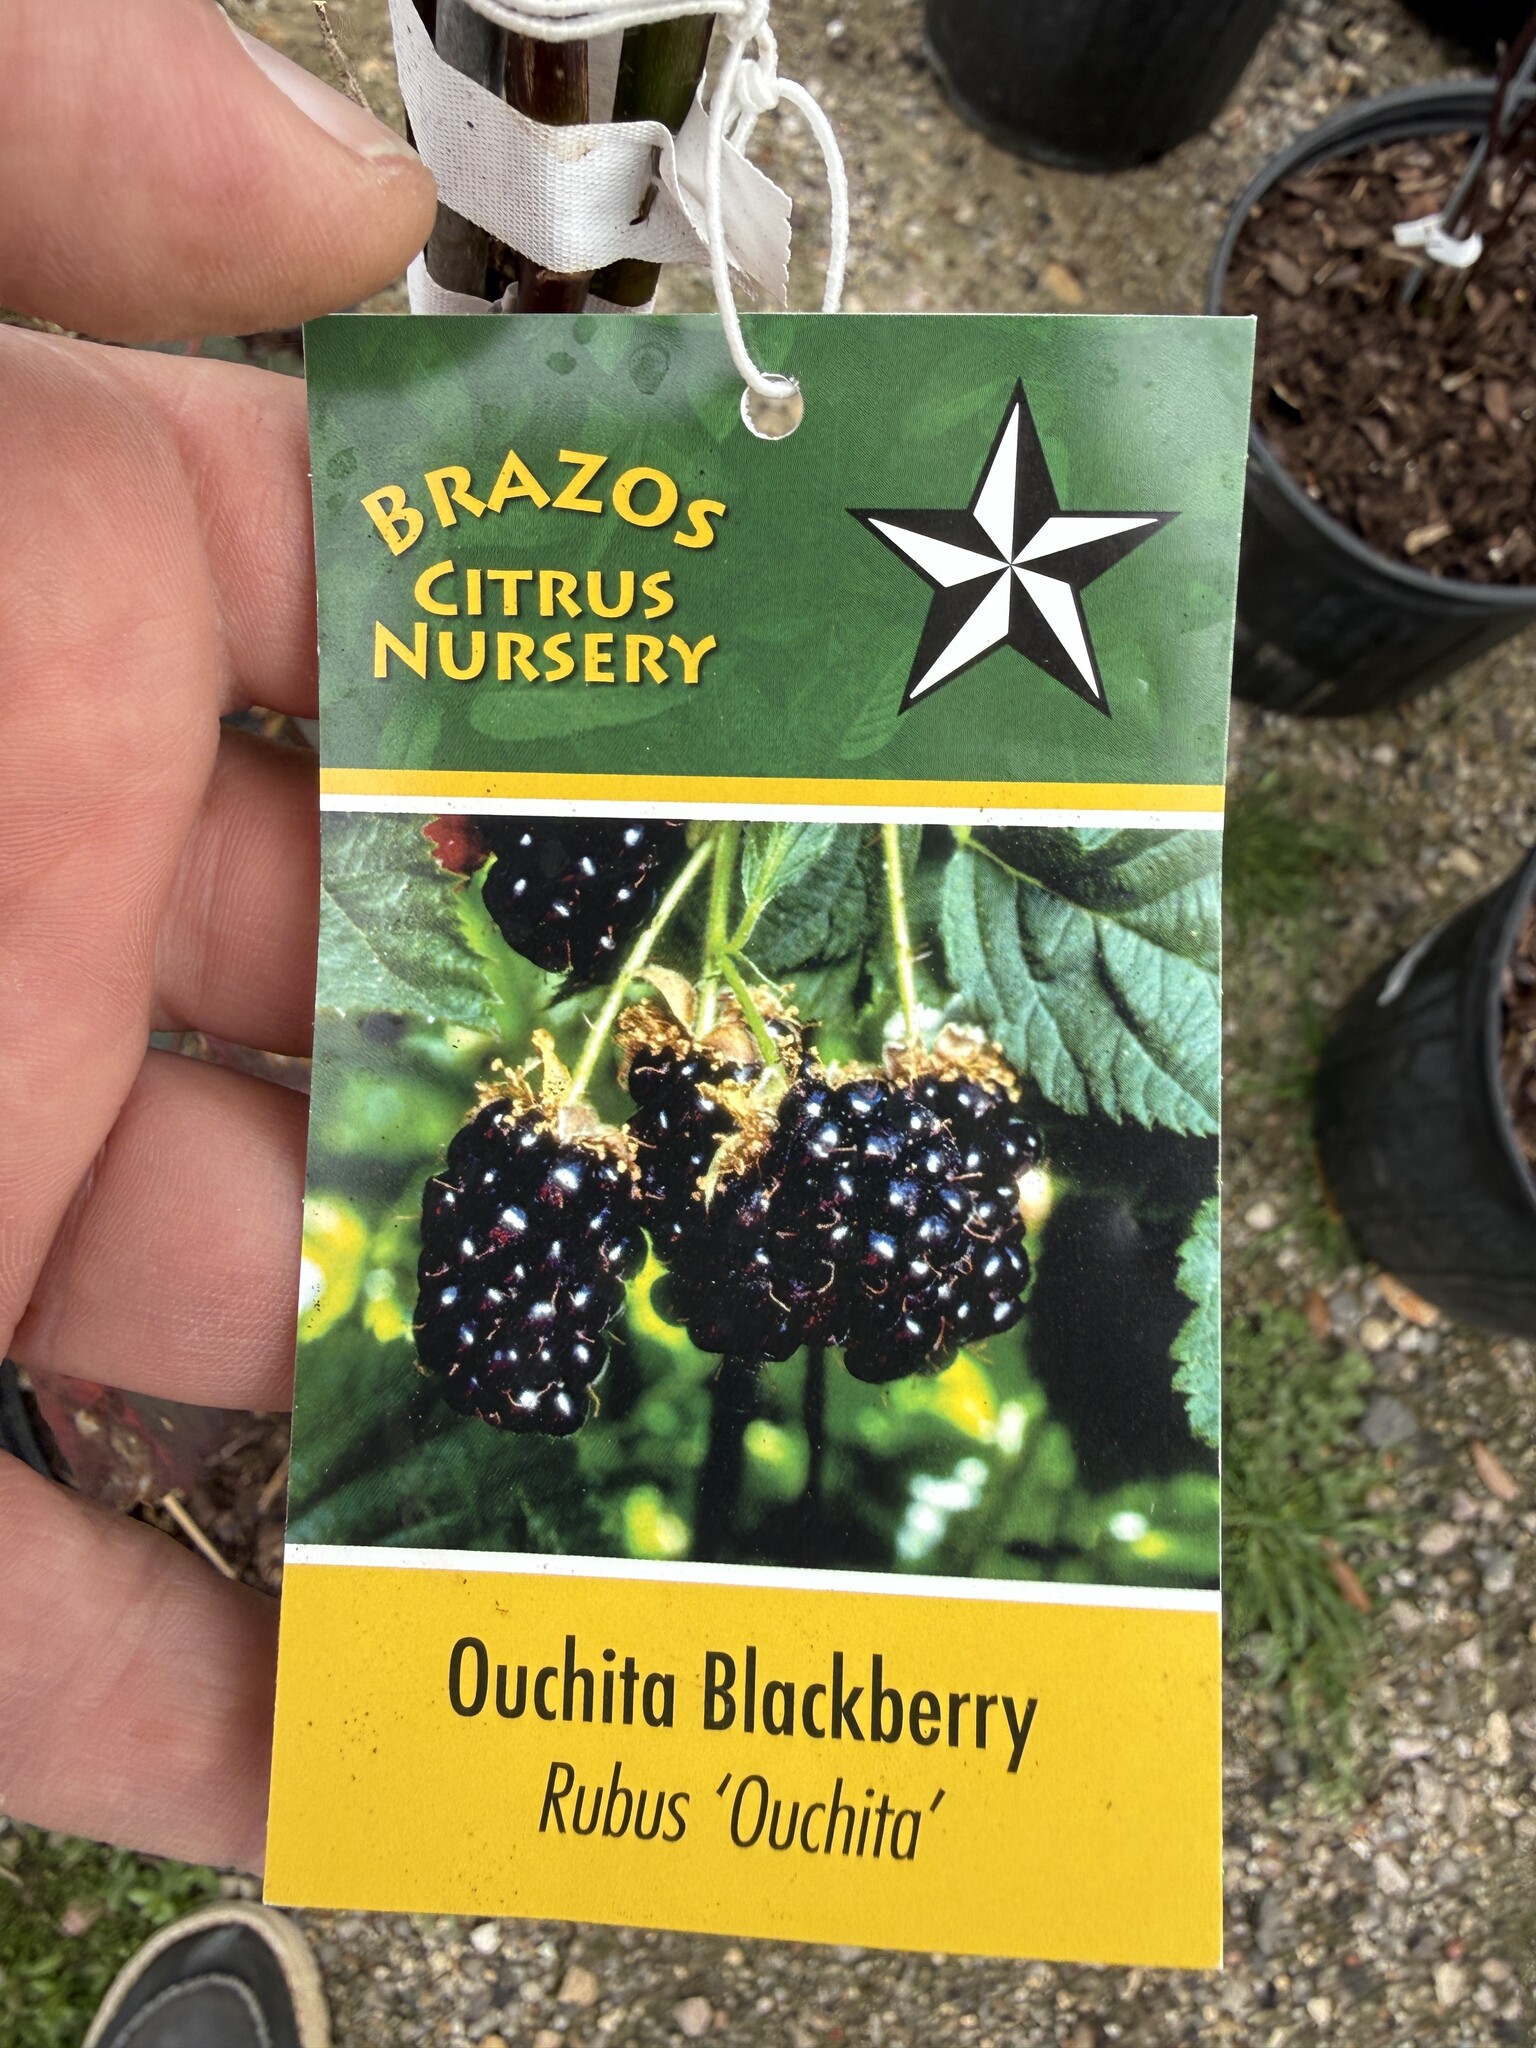 BRAZOS
CITRUS
NURSERY
Ouchita Blackberry
Rubus ‘Ouchita’